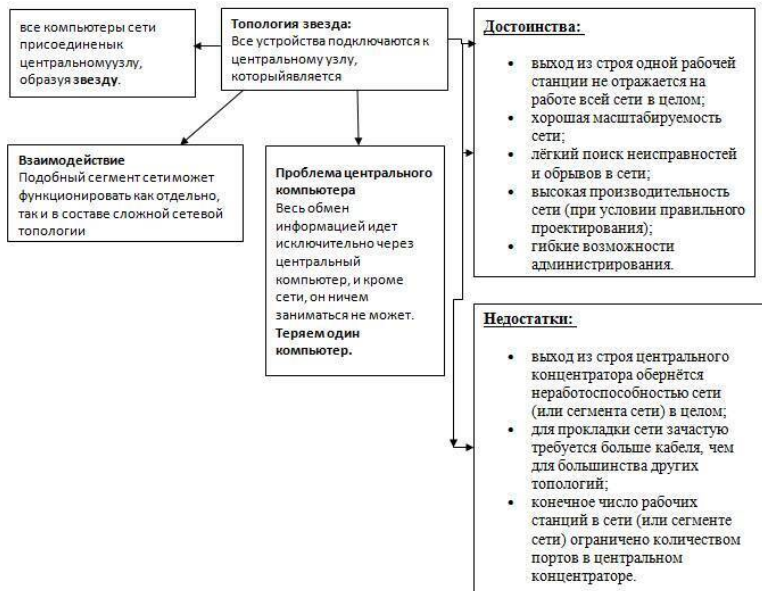 все компьютеры сети
присоединенык
центральномуузлу,
образуя звезду.
Топология звезда:
Все устройства подключаются к
центральному узлу,
которыйявляется
Взаимодействие
Подобный сегмент сети может
функционировать как отдельно,
так и в составе сложной сетевой
топологии
Проблема центрального
компьютера
Весь обмен
информацией идет
исключительно через
центральный
компьютер, и кроме
сети, он ничем
заниматься не может.
Теряем один
компьютер.
Достоинства:
• выход из строя одной рабочей
станции не отражается на
работе всей сети в целом;
• хорошая масштабируемость
сети;
• лёгкий поиск неисправностей
и обрывов в сети;
• высокая производительность
сети (при условии правильного
проектирования);
• гибкие возможности
администрирования.
Недостатки:
• выход из строя центрального
концентратора обернётся
неработоспособностью сети
(или сегмента сети) в целом;
• для прокладки сети зачастую
требуется больше кабеля, чем
для большинства других
топологий;
• конечное число рабочих
станций в сети (или сегменте
сети) ограничено количеством
портов в центральном
концентраторе.